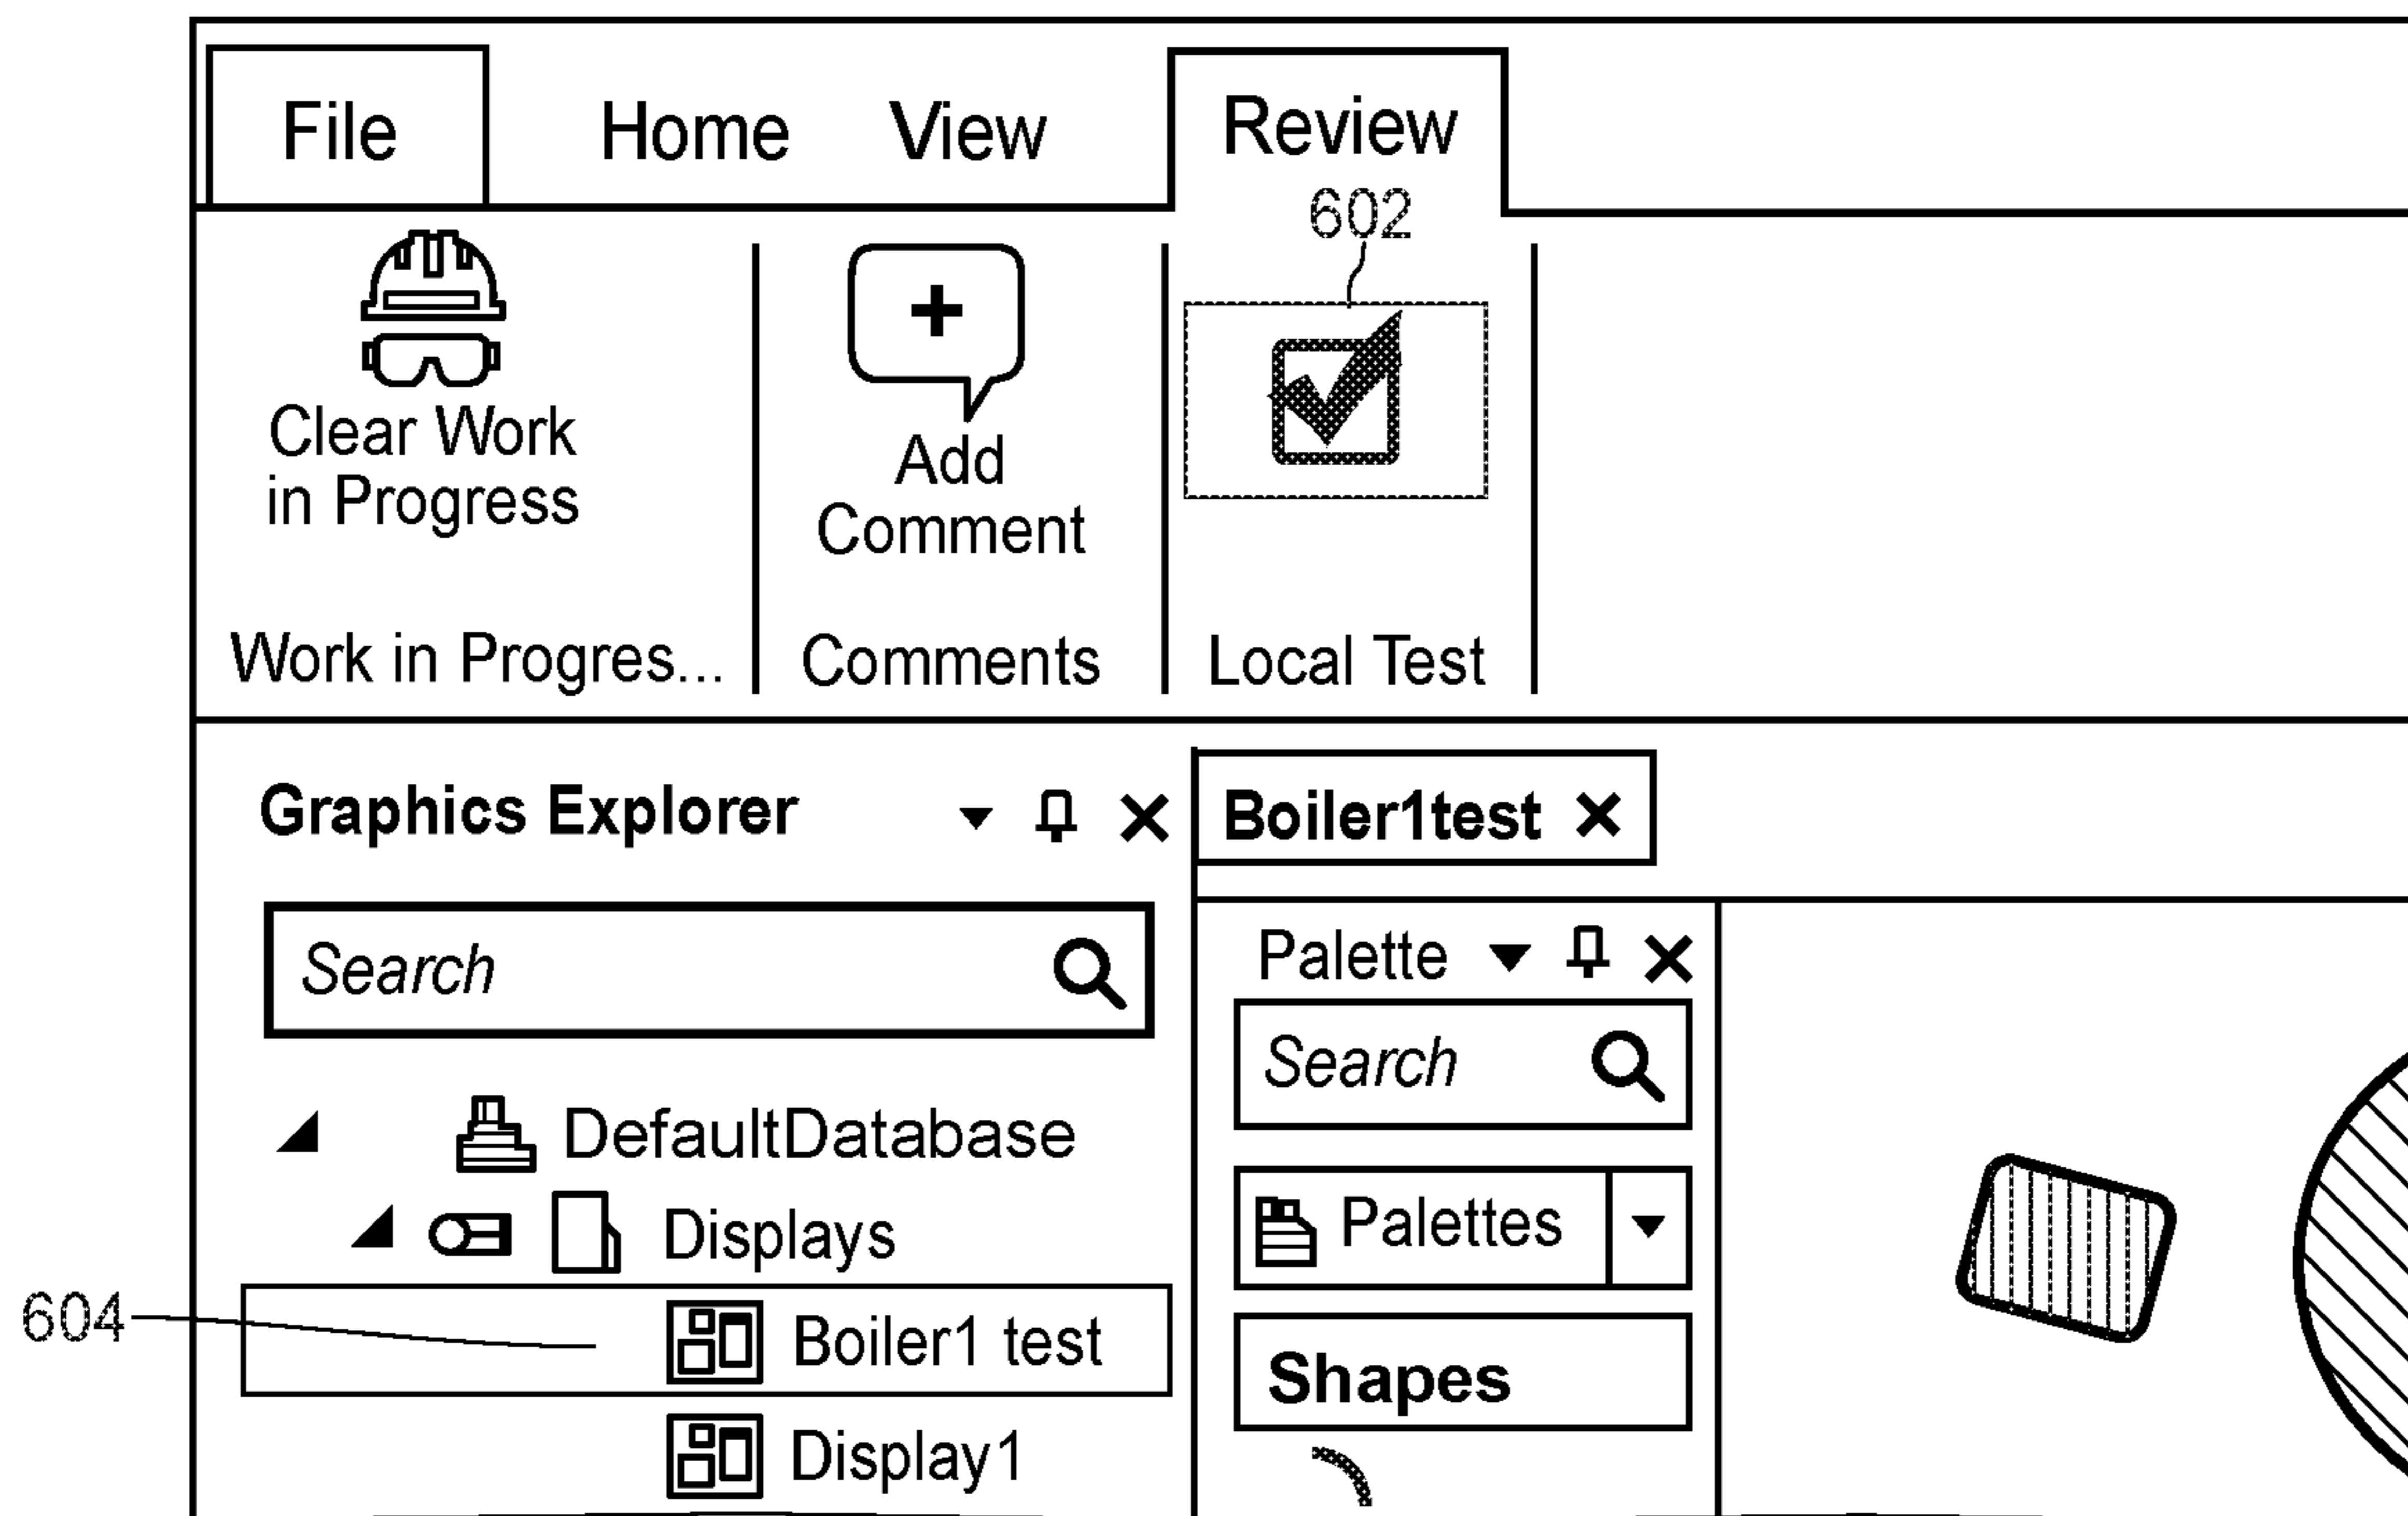 File Home View Review
602
Clear Work
in Progress
Add
Comment
Work in Progres... Comments Local Test
Graphics Explorer
Boiler1test
Search
Palette
Search
DefaultDatabase
Palettes
Displays
604
Boiler1 test
Shapes
Display1